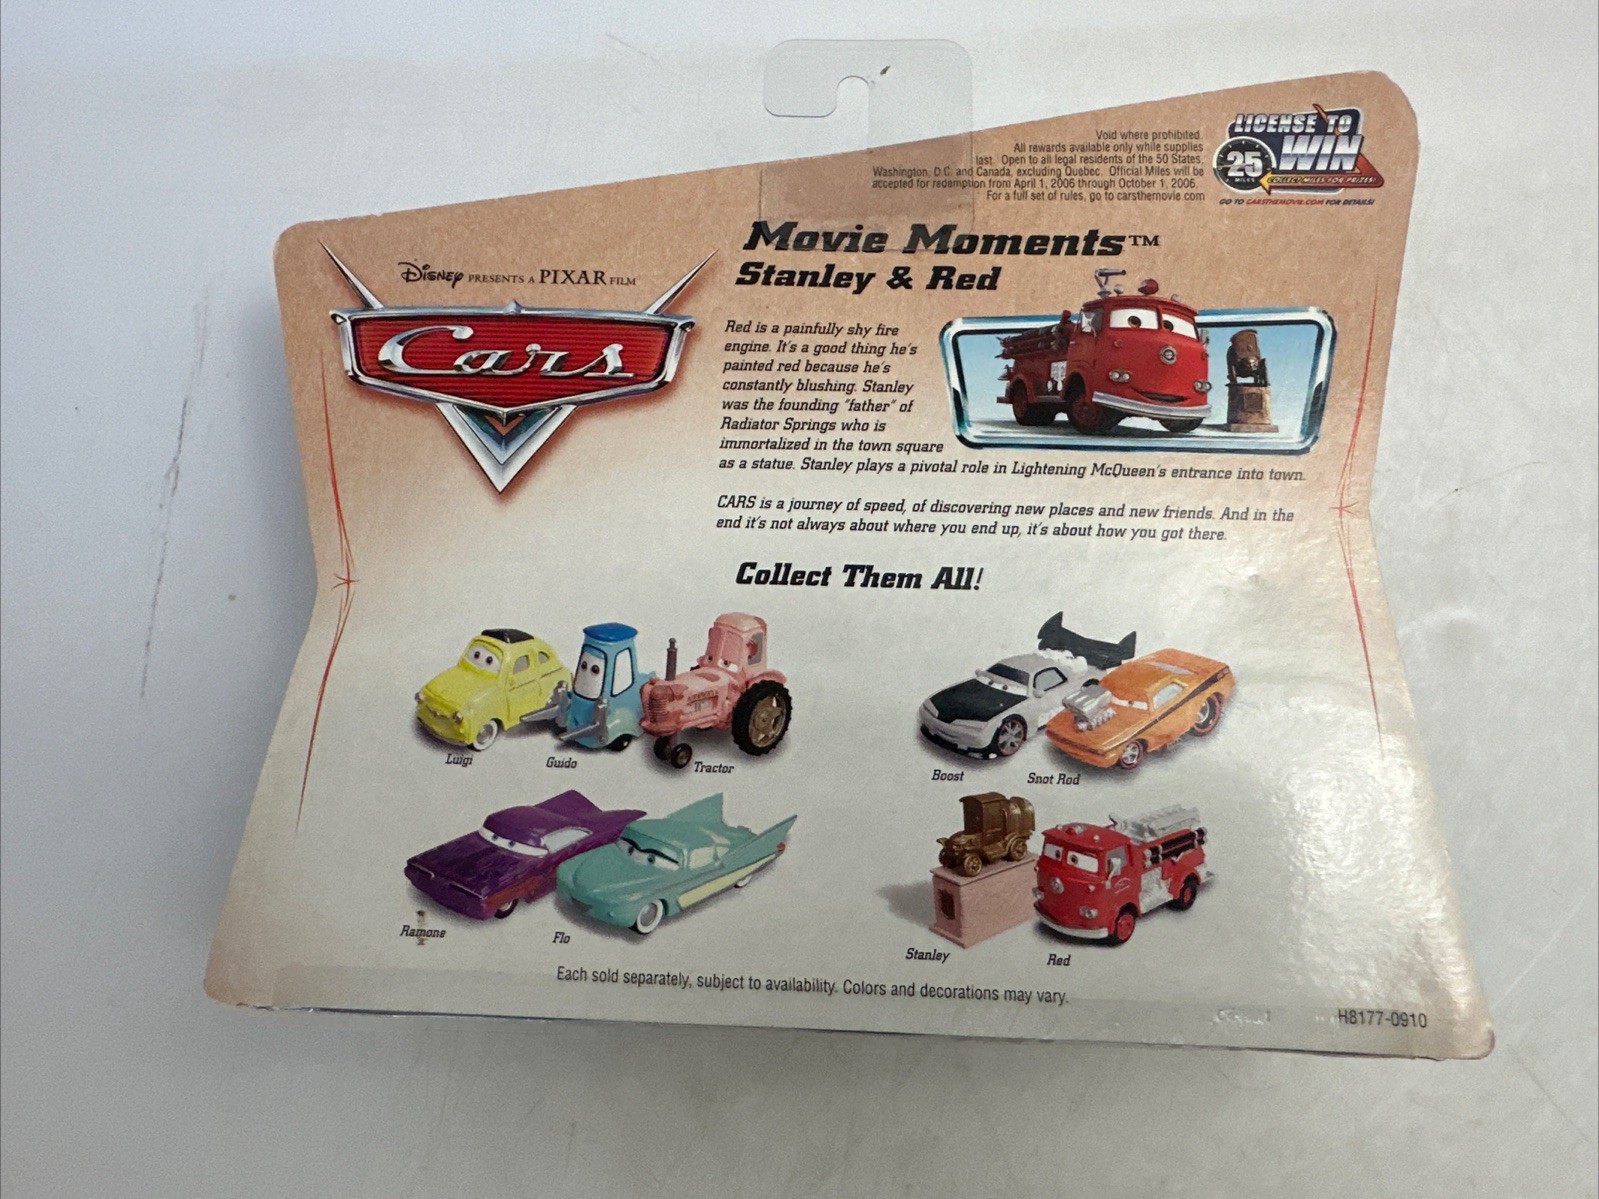 Void where prohibited.
All rewards available only while supplies
last. Open to all legal residents of the 50 States,
Washington, D.C. and Canada, excluding Quebec. Official Miles will be
accepted for redemption from April 1, 2006 through October 1, 2006.
For a full set of rules, go to carsthemovie.com
LICENSE TO
WIN
25
MILES
COLLECT MILES FOR PRIZES!
GO TO CARSTHEMOVIE.COM FOR DETAILS!
Disney PRESENTS A PIXAR FILM
Cars
Movie Moments™
Stanley & Red
Red is a painfully shy fire
engine. It's a good thing he's
painted red because he's
constantly blushing. Stanley
was the founding "father" of
Radiator Springs who is
immortalized in the town square
as a statue. Stanley plays a pivotal role in Lightening McQueen's entrance into town.
CARS is a journey of speed, of discovering new places and new friends. And in the
end it's not always about where you end up, it's about how you got there.
Collect Them All!
Luigi
Guido
Tractor
Boost
Snot Rod
Ramone
Flo
Stanley
Red
Each sold separately, subject to availability. Colors and decorations may vary.
H8177-0910